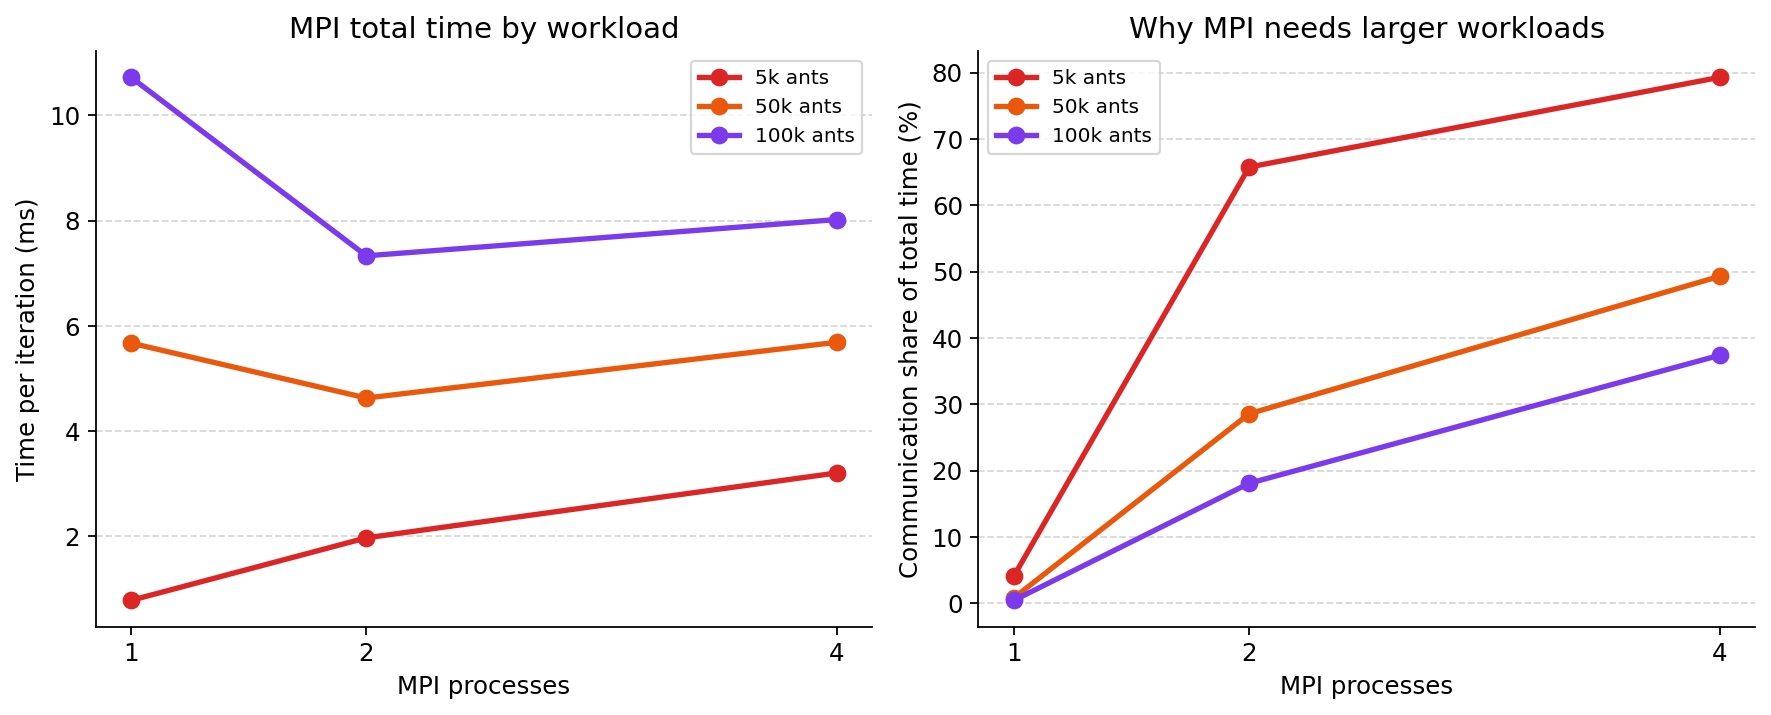 MPI total time by workload
10
8
6
4
2
Time per iteration (ms)
5k ants
50k ants
100k ants
1
2
4
MPI processes
Why MPI needs larger workloads
80
70
60
50
40
30
20
10
0
Communication share of total time (%)
5k ants
50k ants
100k ants
1
2
4
MPI processes